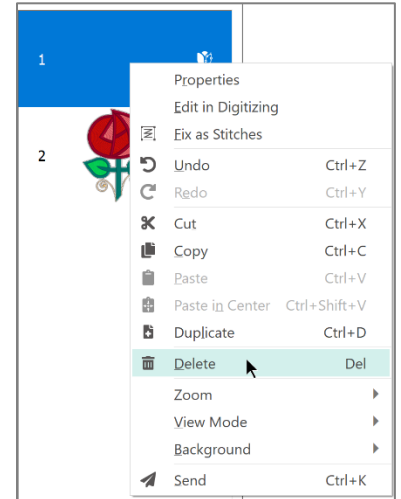 1
Properties
Edit in Digitizing
Fix as Stitches
2
Undo Ctrl+Z
Redo Ctrl+Y
Cut Ctrl+X
Copy Ctrl+C
Paste Ctrl+V
Paste in Center Ctrl+Shift+V
Duplicate Ctrl+D
Delete Del
Zoom
View Mode
Background
Send Ctrl+K